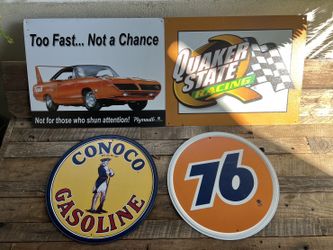 Too Fast... Not a Chance
Not for those who shun attention! Plymouth
QUAKER
STATE
RACING
CONOCO
GASOLINE
76